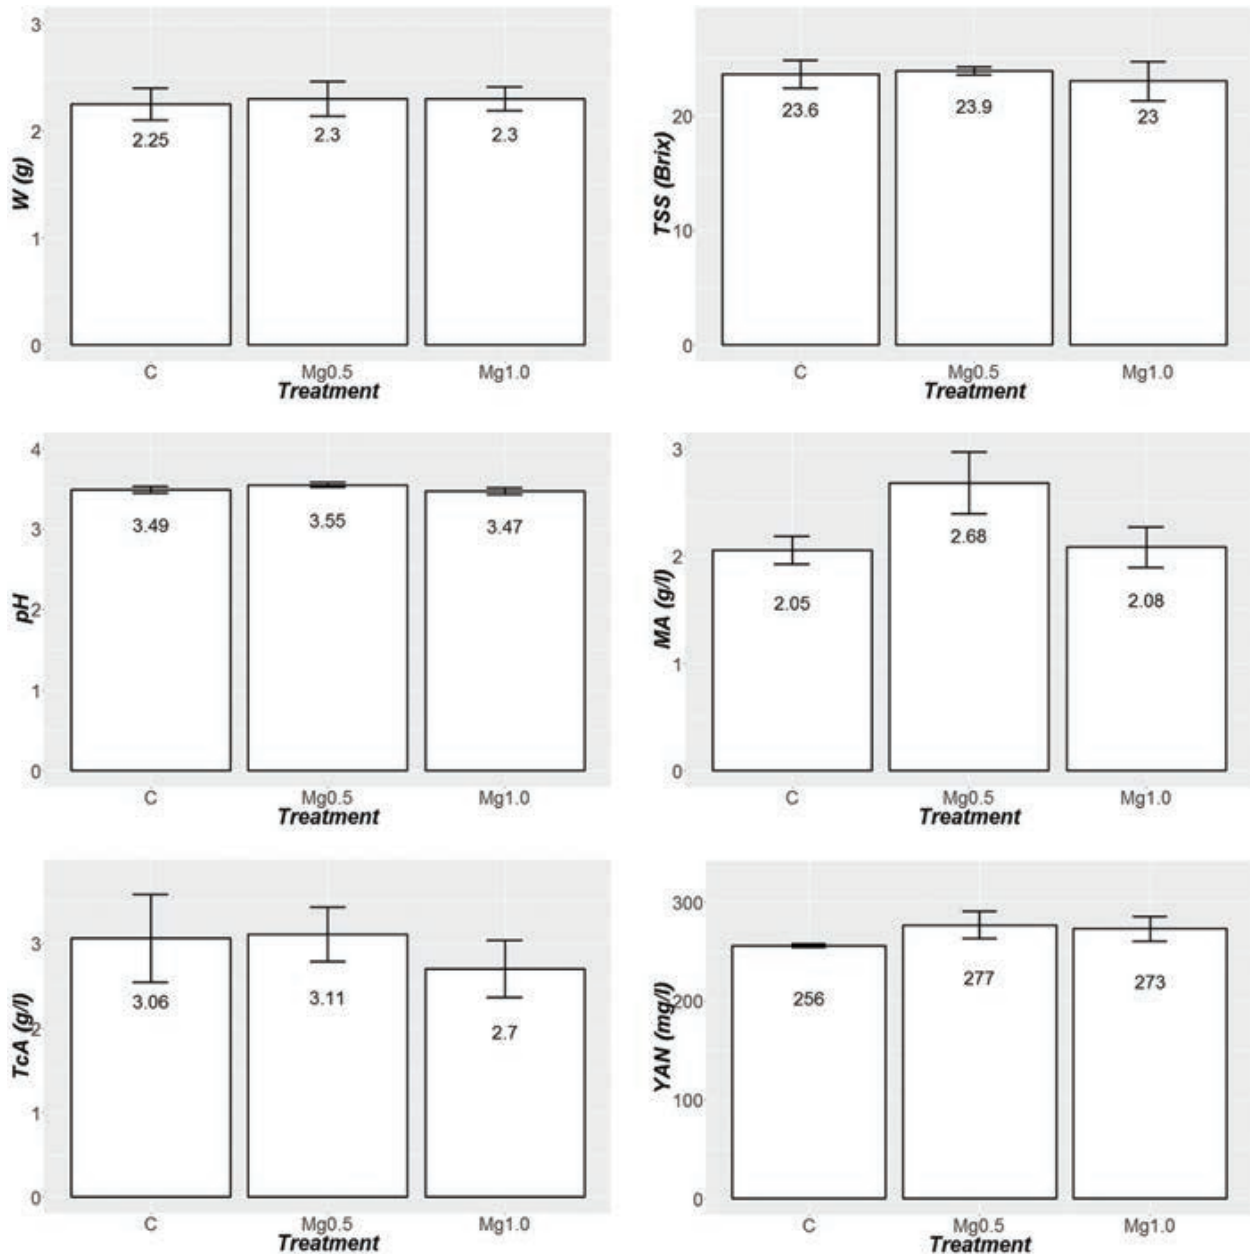 3
2
1
0
W (g)
2.25
2.3
2.3
C
Mg0.5
Mg1.0
Treatment
20
10
0
TSS (Brix)
23.6
23.9
23
C
Mg0.5
Mg1.0
Treatment
4
3
2
1
0
pH
3.49
3.55
3.47
C
Mg0.5
Mg1.0
Treatment
3
2
1
0
MA (g/l)
2.05
2.68
2.08
C
Mg0.5
Mg1.0
Treatment
3
2
1
0
TcA (g/l)
3.06
3.11
2.7
C
Mg0.5
Mg1.0
Treatment
300
200
100
0
YAN (mg/l)
256
277
273
C
Mg0.5
Mg1.0
Treatment